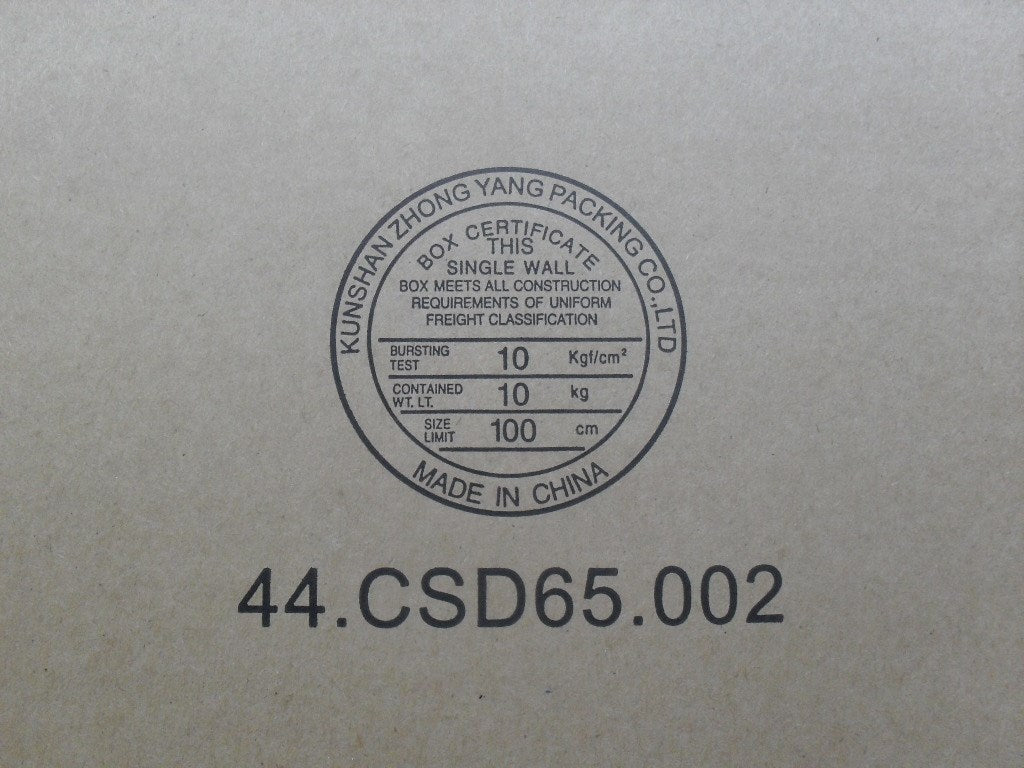 KUNSHAN ZHONG YANG PACKING CO.,LTD
BOX CERTIFICATE
THIS
SINGLE WALL
BOX MEETS ALL CONSTRUCTION
REQUIREMENTS OF UNIFORM
FREIGHT CLASSIFICATION
BURSTING TEST 10 Kgf/cm²
CONTAINED WT. LT. 10 kg
SIZE LIMIT 100 cm
MADE IN CHINA
44.CSD65.002